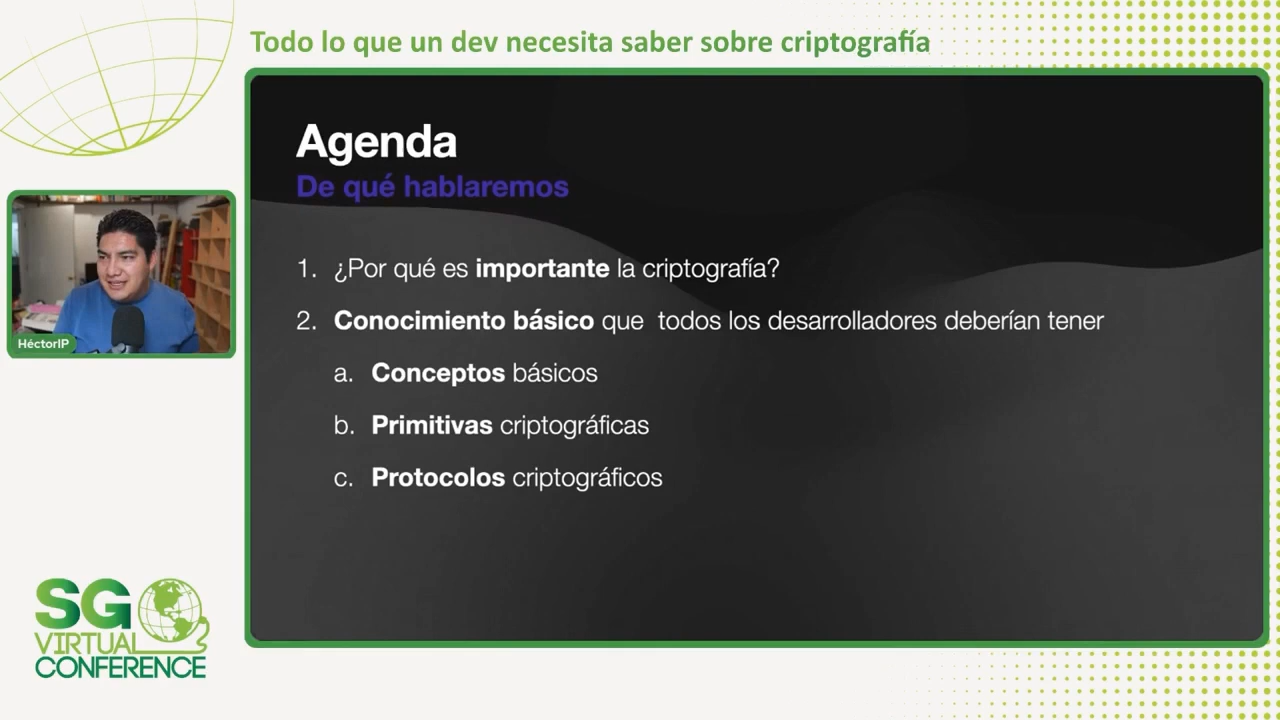 Todo lo que un dev necesita saber sobre criptografía
Agenda
De qué hablaremos
1. ¿Por qué es importante la criptografía?
2. Conocimiento básico que todos los desarrolladores deberían tener
a. Conceptos básicos
b. Primitivas criptográficas
c. Protocolos criptográficos
HéctorIP
SG
VIRTUAL
CONFERENCE